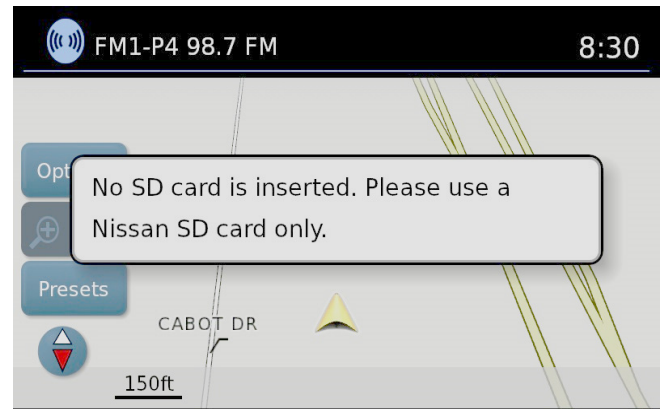 FM1-P4 98.7 FM
8:30
No SD card is inserted. Please use a
Nissan SD card only.
Presets
CABOT DR
150ft